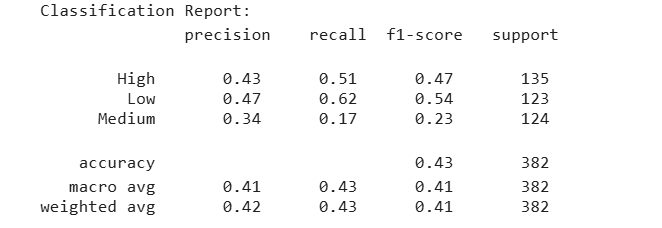 Classification Report:
precision recall f1-score support
High 0.43 0.51 0.47 135
Low 0.47 0.62 0.54 123
Medium 0.34 0.17 0.23 124
accuracy 0.43 382
macro avg 0.41 0.43 0.41 382
weighted avg 0.42 0.43 0.41 382